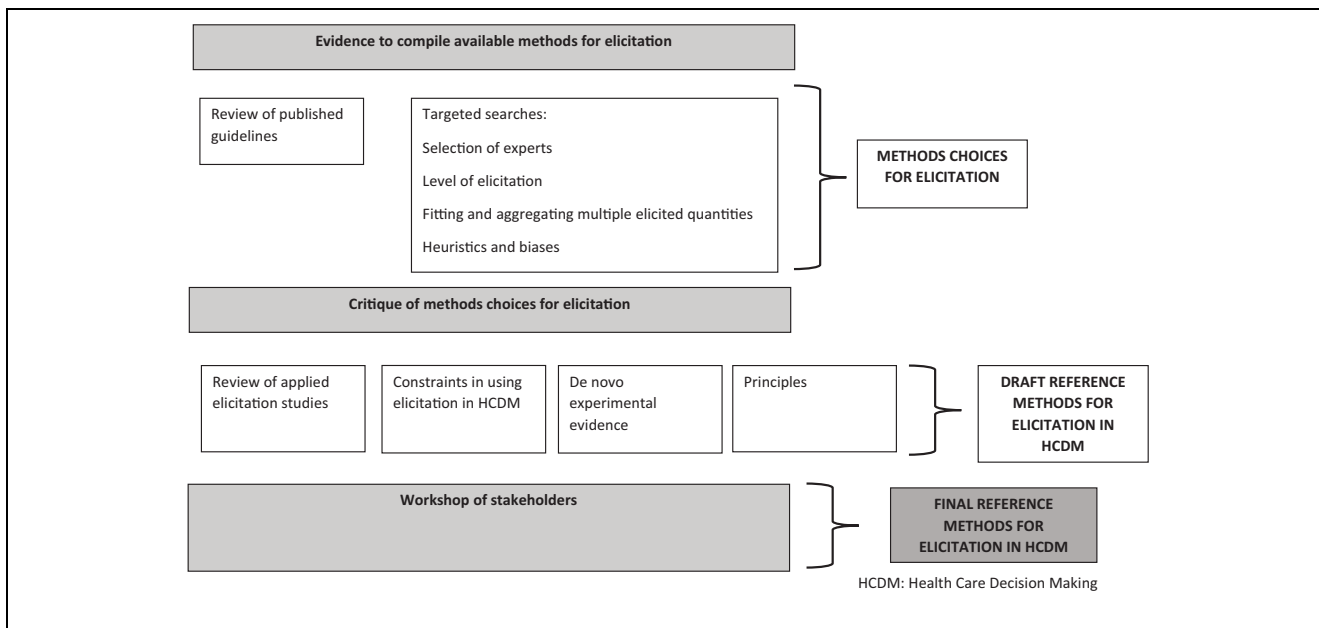 Evidence to compile available methods for elicitation
Review of published
guidelines
Targeted searches:
Selection of experts
Level of elicitation
Fitting and aggregating multiple elicited quantities
Heuristics and biases
METHODS CHOICES
FOR ELICITATION
Critique of methods choices for elicitation
Review of applied
elicitation studies
Constraints in using
elicitation in HCDM
De novo
experimental
evidence
Principles
DRAFT REFERENCE
METHODS FOR
ELICITATION IN
HCDM
Workshop of stakeholders
FINAL REFERENCE
METHODS FOR
ELICITATION IN HCDM
HCDM: Health Care Decision Making